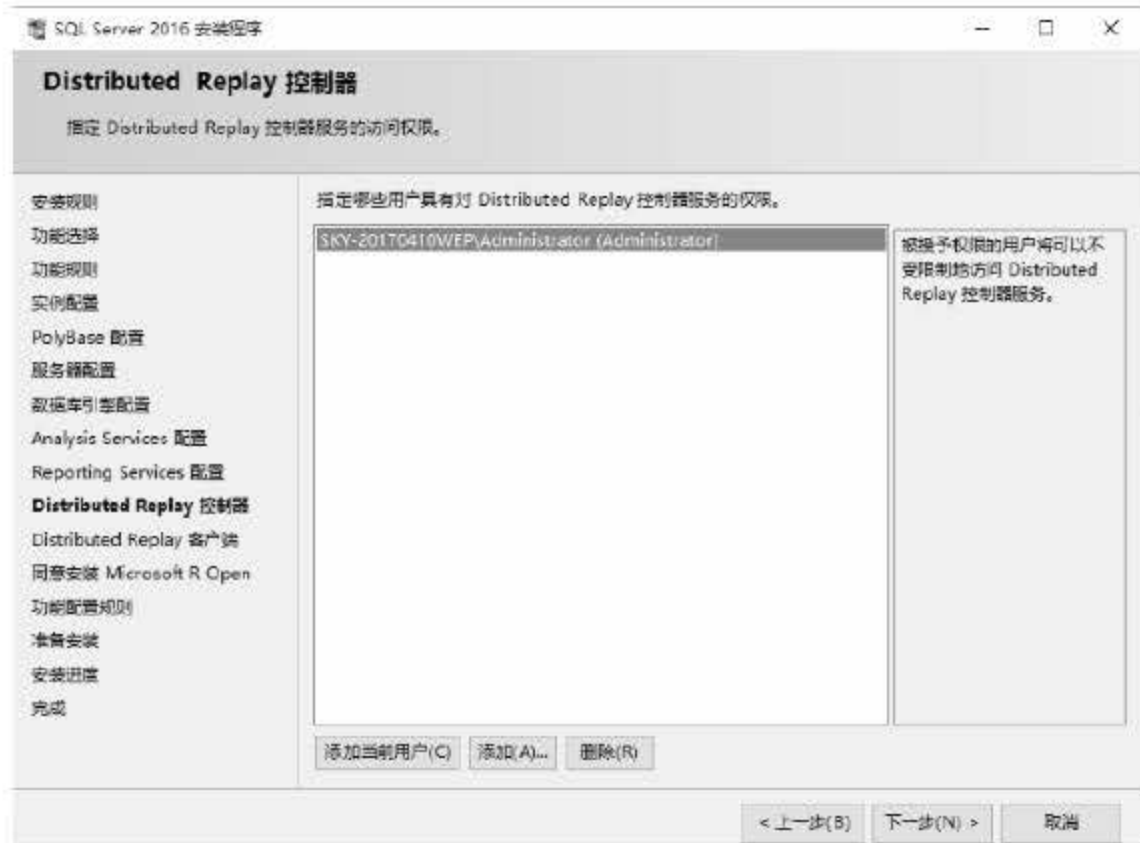 SQL Server 2016 安装程序
Distributed Replay 控制器
指定 Distributed Replay 控制器服务的访问权限。
安装规则
功能选择
功能规则
实例配置
PolyBase 配置
服务器配置
数据库引擎配置
Analysis Services 配置
Reporting Services 配置
Distributed Replay 控制器
Distributed Replay 客户端
同意安装 Microsoft R Open
功能配置规则
准备安装
安装进度
完成
指定哪些用户具有对 Distributed Replay 控制器服务的权限。
SKY-20170410WEP\Administrator (Administrator)
被授予权限的用户将可以不
受限制地访问 Distributed
Replay 控制器服务。
添加当前用户(C) 添加(A)... 删除(R)
< 上一步(B) 下一步(N) > 取消